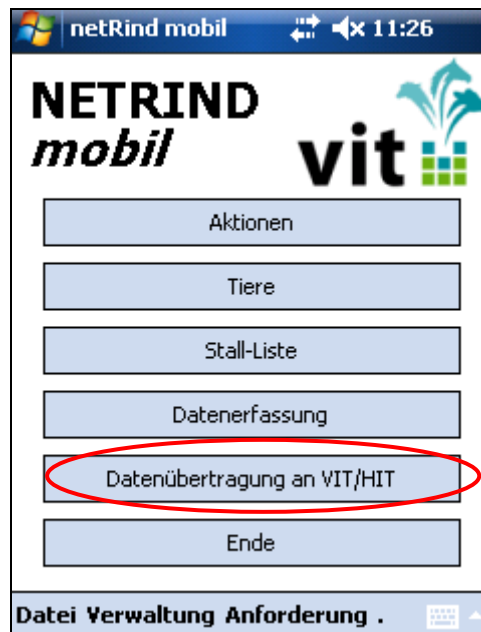 netRind mobil 11:26
NETRIND
mobil
vit
Aktionen
Tiere
Stall-Liste
Datenerfassung
Datenübertragung an VIT/HIT
Ende
Datei Verwaltung Anforderung .